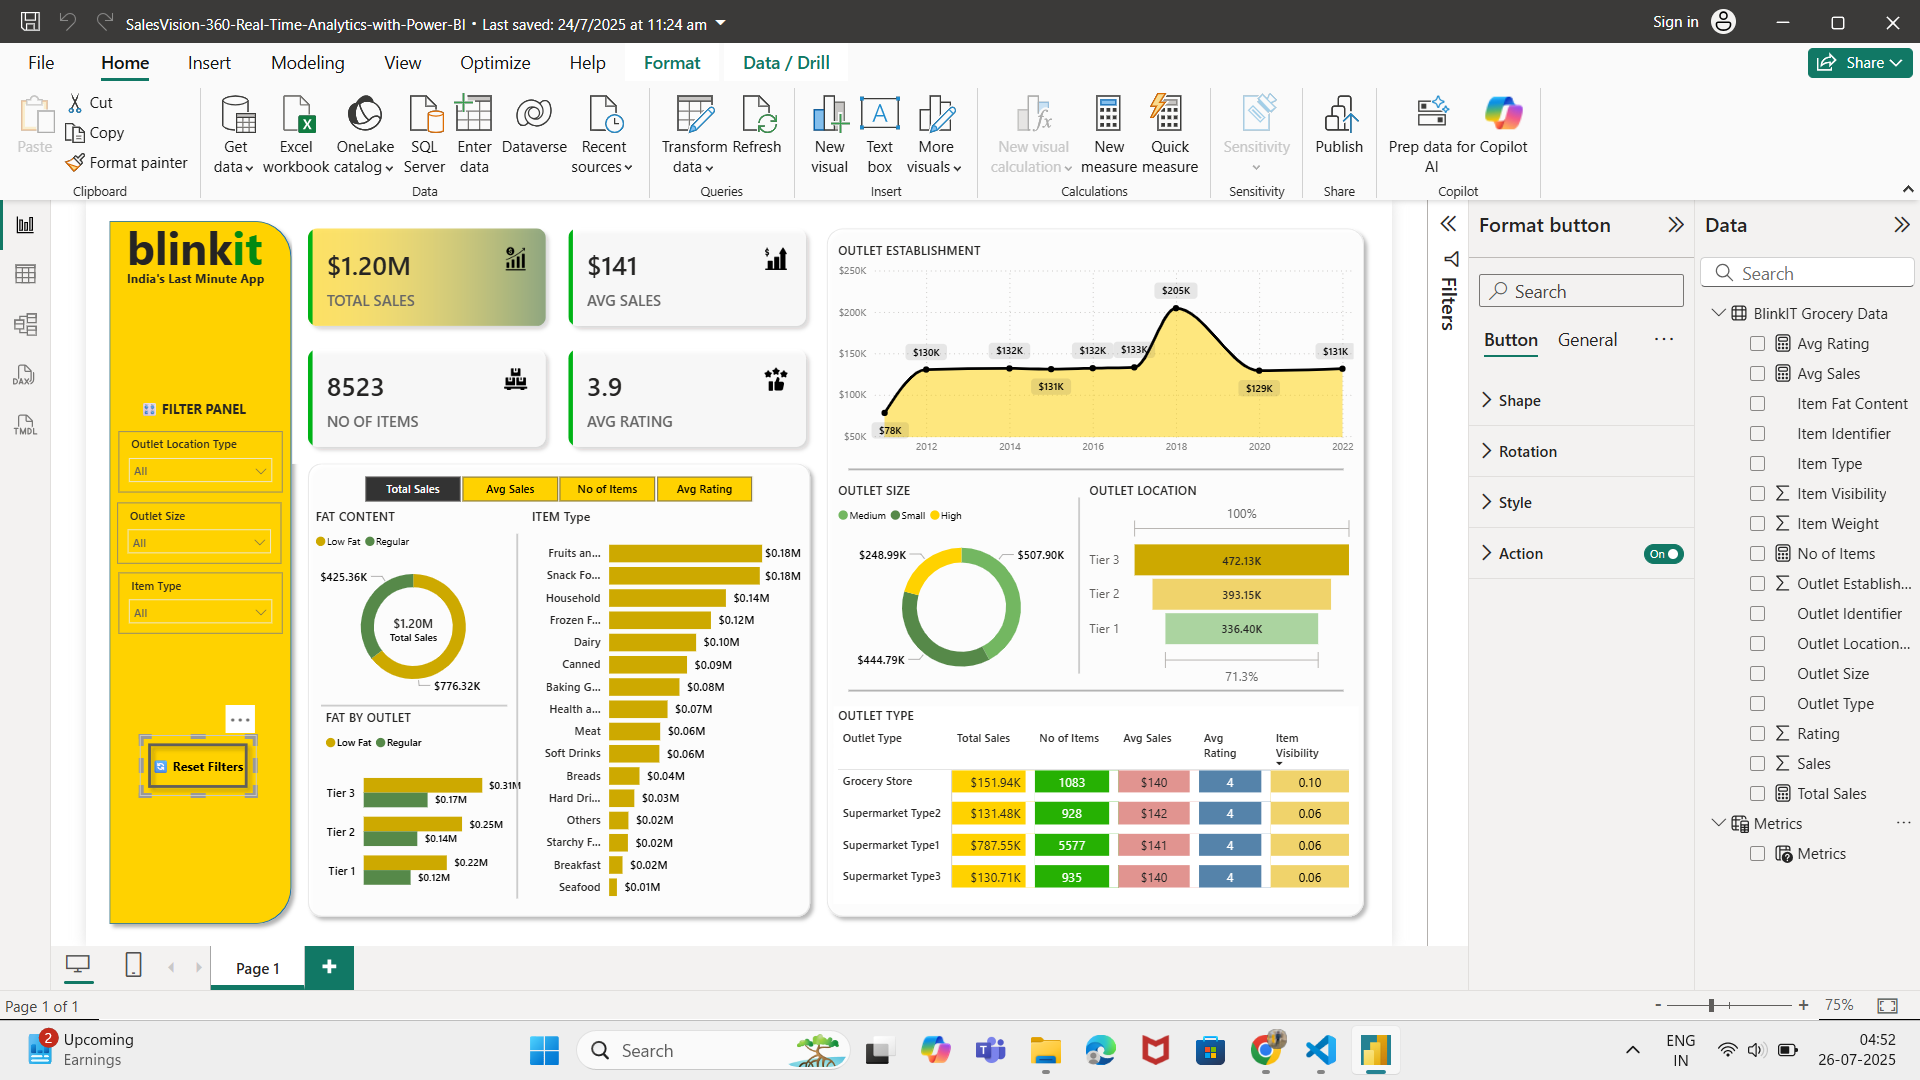 SalesVision-360-Real-Time-Analytics-with-Power-BI • Last saved: 24/7/2025 at 11:24 am
Sign in
File Home Insert Modeling View Optimize Help Format Data / Drill
Share
Paste
Cut
Copy
Format painter
Clipboard
Get data
Excel workbook
OneLake catalog
SQL Server
Enter data
Dataverse
Recent sources
Data
Transform data
Refresh
Queries
New visual
Text box
More visuals
Insert
New visual calculation
New measure
Quick measure
Calculations
Sensitivity
Sensitivity
Publish
Share
Prep data for AI
Copilot
Copilot
DAX
TMDL
blinkit
India's Last Minute App
FILTER PANEL
Outlet Location Type
All
Outlet Size
All
Item Type
All
Reset Filters
$1.20M
TOTAL SALES
$141
AVG SALES
8523
NO OF ITEMS
3.9
AVG RATING
Total Sales Avg Sales No of Items Avg Rating
FAT CONTENT
Low Fat Regular
$425.36K
$1.20M
Total Sales
$776.32K
FAT BY OUTLET
Low Fat Regular
Tier 3 $0.31M
$0.17M
Tier 2 $0.25M
$0.14M
Tier 1 $0.22M
$0.12M
ITEM Type
Fruits an... $0.18M
Snack Fo... $0.18M
Household $0.14M
Frozen F... $0.12M
Dairy $0.10M
Canned $0.09M
Baking G... $0.08M
Health a... $0.07M
Meat $0.06M
Soft Drinks $0.06M
Breads $0.04M
Hard Dri... $0.03M
Others $0.02M
Starchy F... $0.02M
Breakfast $0.02M
Seafood $0.01M
OUTLET ESTABLISHMENT
$250K
$200K
$150K
$100K
$50K
$78K $130K $132K $131K $132K $133K $205K $129K $131K
2012 2014 2016 2018 2020 2022
OUTLET SIZE
Medium Small High
$248.99K
$507.90K
$444.79K
OUTLET LOCATION
100%
Tier 3 472.13K
Tier 2 393.15K
Tier 1 336.40K
71.3%
OUTLET TYPE
Outlet Type Total Sales No of Items Avg Sales Avg Rating Item Visibility
Grocery Store $151.94K 1083 $140 4 0.10
Supermarket Type2 $131.48K 928 $142 4 0.06
Supermarket Type1 $787.55K 5577 $141 4 0.06
Supermarket Type3 $130.71K 935 $140 4 0.06
Filters
Format button
Search
Button General
Shape
Rotation
Style
Action On
Data
Search
BlinkIT Grocery Data
Avg Rating
Avg Sales
Item Fat Content
Item Identifier
Item Type
Item Visibility
Item Weight
No of Items
Outlet Establish...
Outlet Identifier
Outlet Location...
Outlet Size
Outlet Type
Rating
Sales
Total Sales
Metrics
Metrics
Page 1
Page 1 of 1
- + 75%
2
Upcoming
Earnings
Search
ENG
IN
04:52
26-07-2025